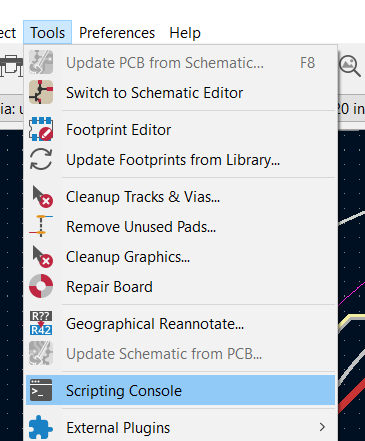 ect Tools Preferences Help
Update PCB from Schematic... F8
Switch to Schematic Editor
ia: 20 in
Footprint Editor
Update Footprints from Library...
Cleanup Tracks & Vias...
Remove Unused Pads...
Cleanup Graphics...
Repair Board
R??
R42
Geographical Reannotate...
Update Schematic from PCB...
Scripting Console
External Plugins